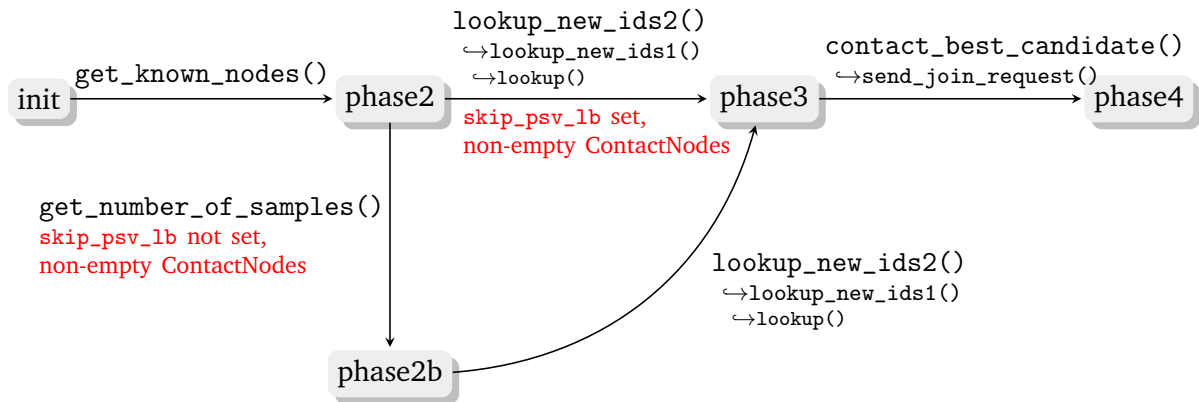 init
get_known_nodes()
phase2
lookup_new_ids2()
↪lookup_new_ids1()
↪lookup()
skip_psv_lb set,
non-empty ContactNodes
phase3
contact_best_candidate()
↪send_join_request()
phase4
get_number_of_samples()
skip_psv_lb not set,
non-empty ContactNodes
phase2b
lookup_new_ids2()
↪lookup_new_ids1()
↪lookup()